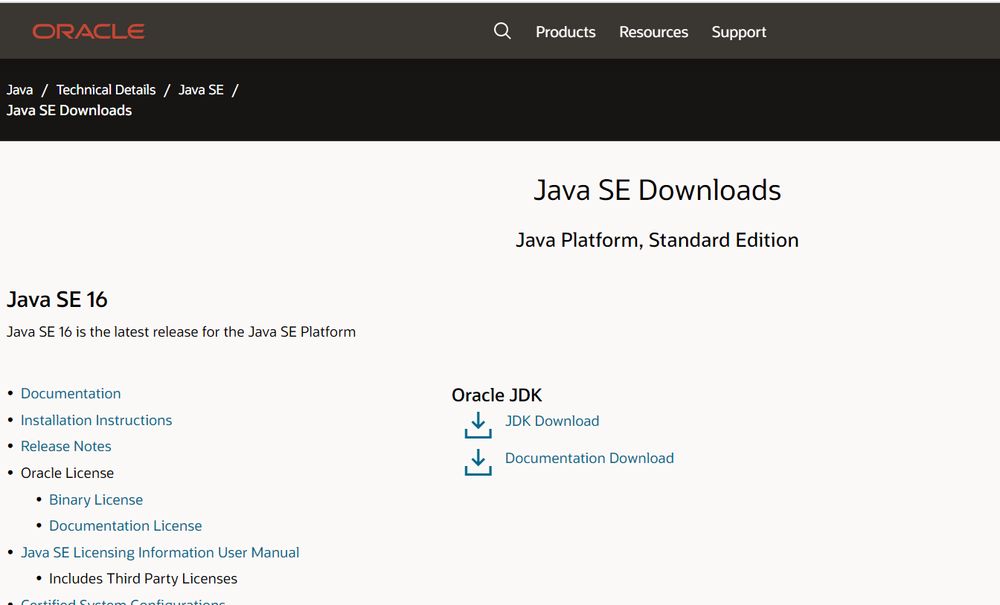 ORACLE
Products Resources Support
Java / Technical Details / Java SE /
Java SE Downloads
Java SE Downloads
Java Platform, Standard Edition
Java SE 16
Java SE 16 is the latest release for the Java SE Platform
• Documentation
• Installation Instructions
• Release Notes
• Oracle License
• Binary License
• Documentation License
• Java SE Licensing Information User Manual
• Includes Third Party Licenses
• Certified System Configurations
Oracle JDK
JDK Download
Documentation Download